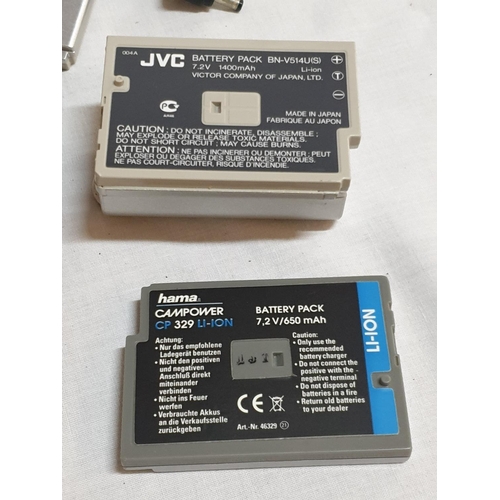 004A
JVC BATTERY PACK BN-V514U(S)
7.2V 1400mAh Li-ion
VICTOR COMPANY OF JAPAN, LTD.
MADE IN JAPAN
FABRIQUE AU JAPON
CAUTION : DO NOT INCINERATE, DISASSEMBLE ;
MAY EXPLODE OR RELEASE TOXIC MATERIALS.
DO NOT SHORT CIRCUIT ; MAY CAUSE BURNS.
ATTENTION : NE PAS INCINERER OU DEMONTER ; PEUT
EXPLOSER OU DEGAGER DES SUBSTANCES TOXIQUES.
NE PAS COURT-CIRCUITER, RISQUE D'INCENDIE.
hama
CAMPOWER
CP 329 LI-ION
BATTERY PACK
7,2 V/650 mAh
LI-ION
Achtung:
• Nur das empfohlene
Ladegerät benutzen
• Nicht den positiven
und negativen
Anschluß direkt
miteinander
verbinden
• Nicht ins Feuer
werfen
• Verbrauchte Akkus
an die Verkaufsstelle
zurückgeben
CE
Art.-Nr. 46329
Caution:
• Only use the
recommended
battery charger
• Do not connect the
positive with the
negative terminal
• Do not dispose of
batteries in a fire
• Return old batteries
to your dealer